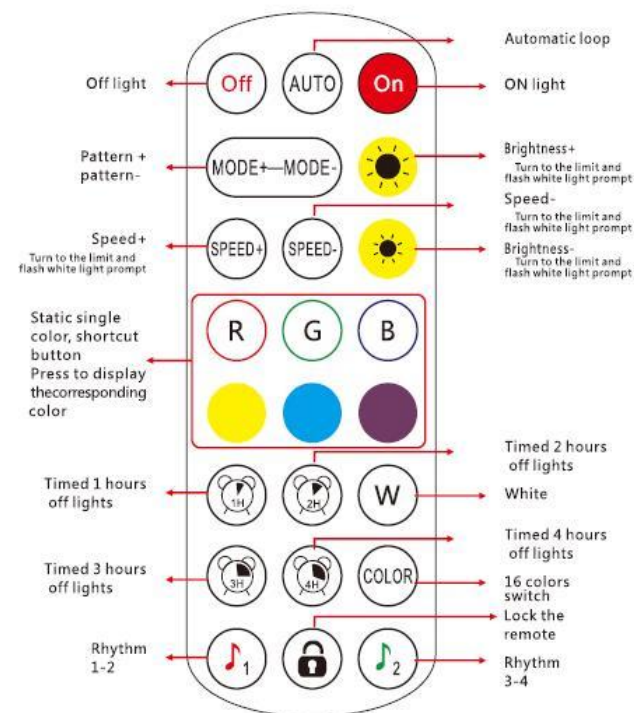 Automatic loop
Off light
Off
AUTO
On
ON light
Pattern +
pattern-
MODE+—MODE-
Brightness+
Turn to the limit and
flash white light prompt
Speed-
Turn to the limit and
flash white light prompt
Speed+
Turn to the limit and
flash white light prompt
SPEED+
SPEED-
Brightness-
Turn to the limit and
flash white light prompt
Static single
color, shortcut
button
Press to display
thecorresponding
color
R
G
B
Timed 2 hours
off lights
Timed 1 hours
off lights
1H
2H
W
White
Timed 4 hours
off lights
Timed 3 hours
off lights
3H
4H
COLOR
16 colors
switch
Lock the
remote
Rhythm
1-2
1
2
Rhythm
3-4